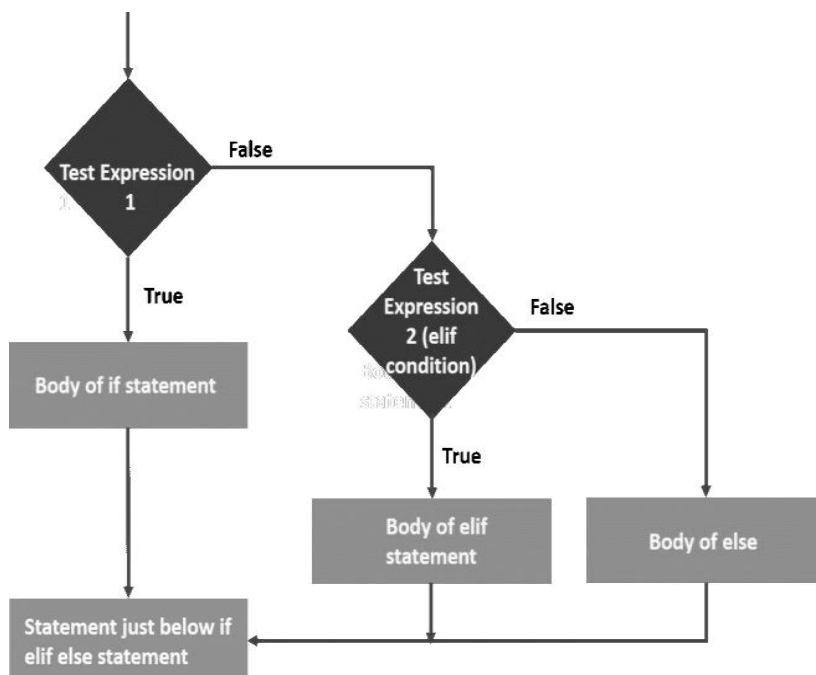 False
Test Expression
1
True
Test
Expression
2 (elif
condition)
False
Body of if statement
True
Body of elif
statement
Body of else
Statement just below if
elif else statement